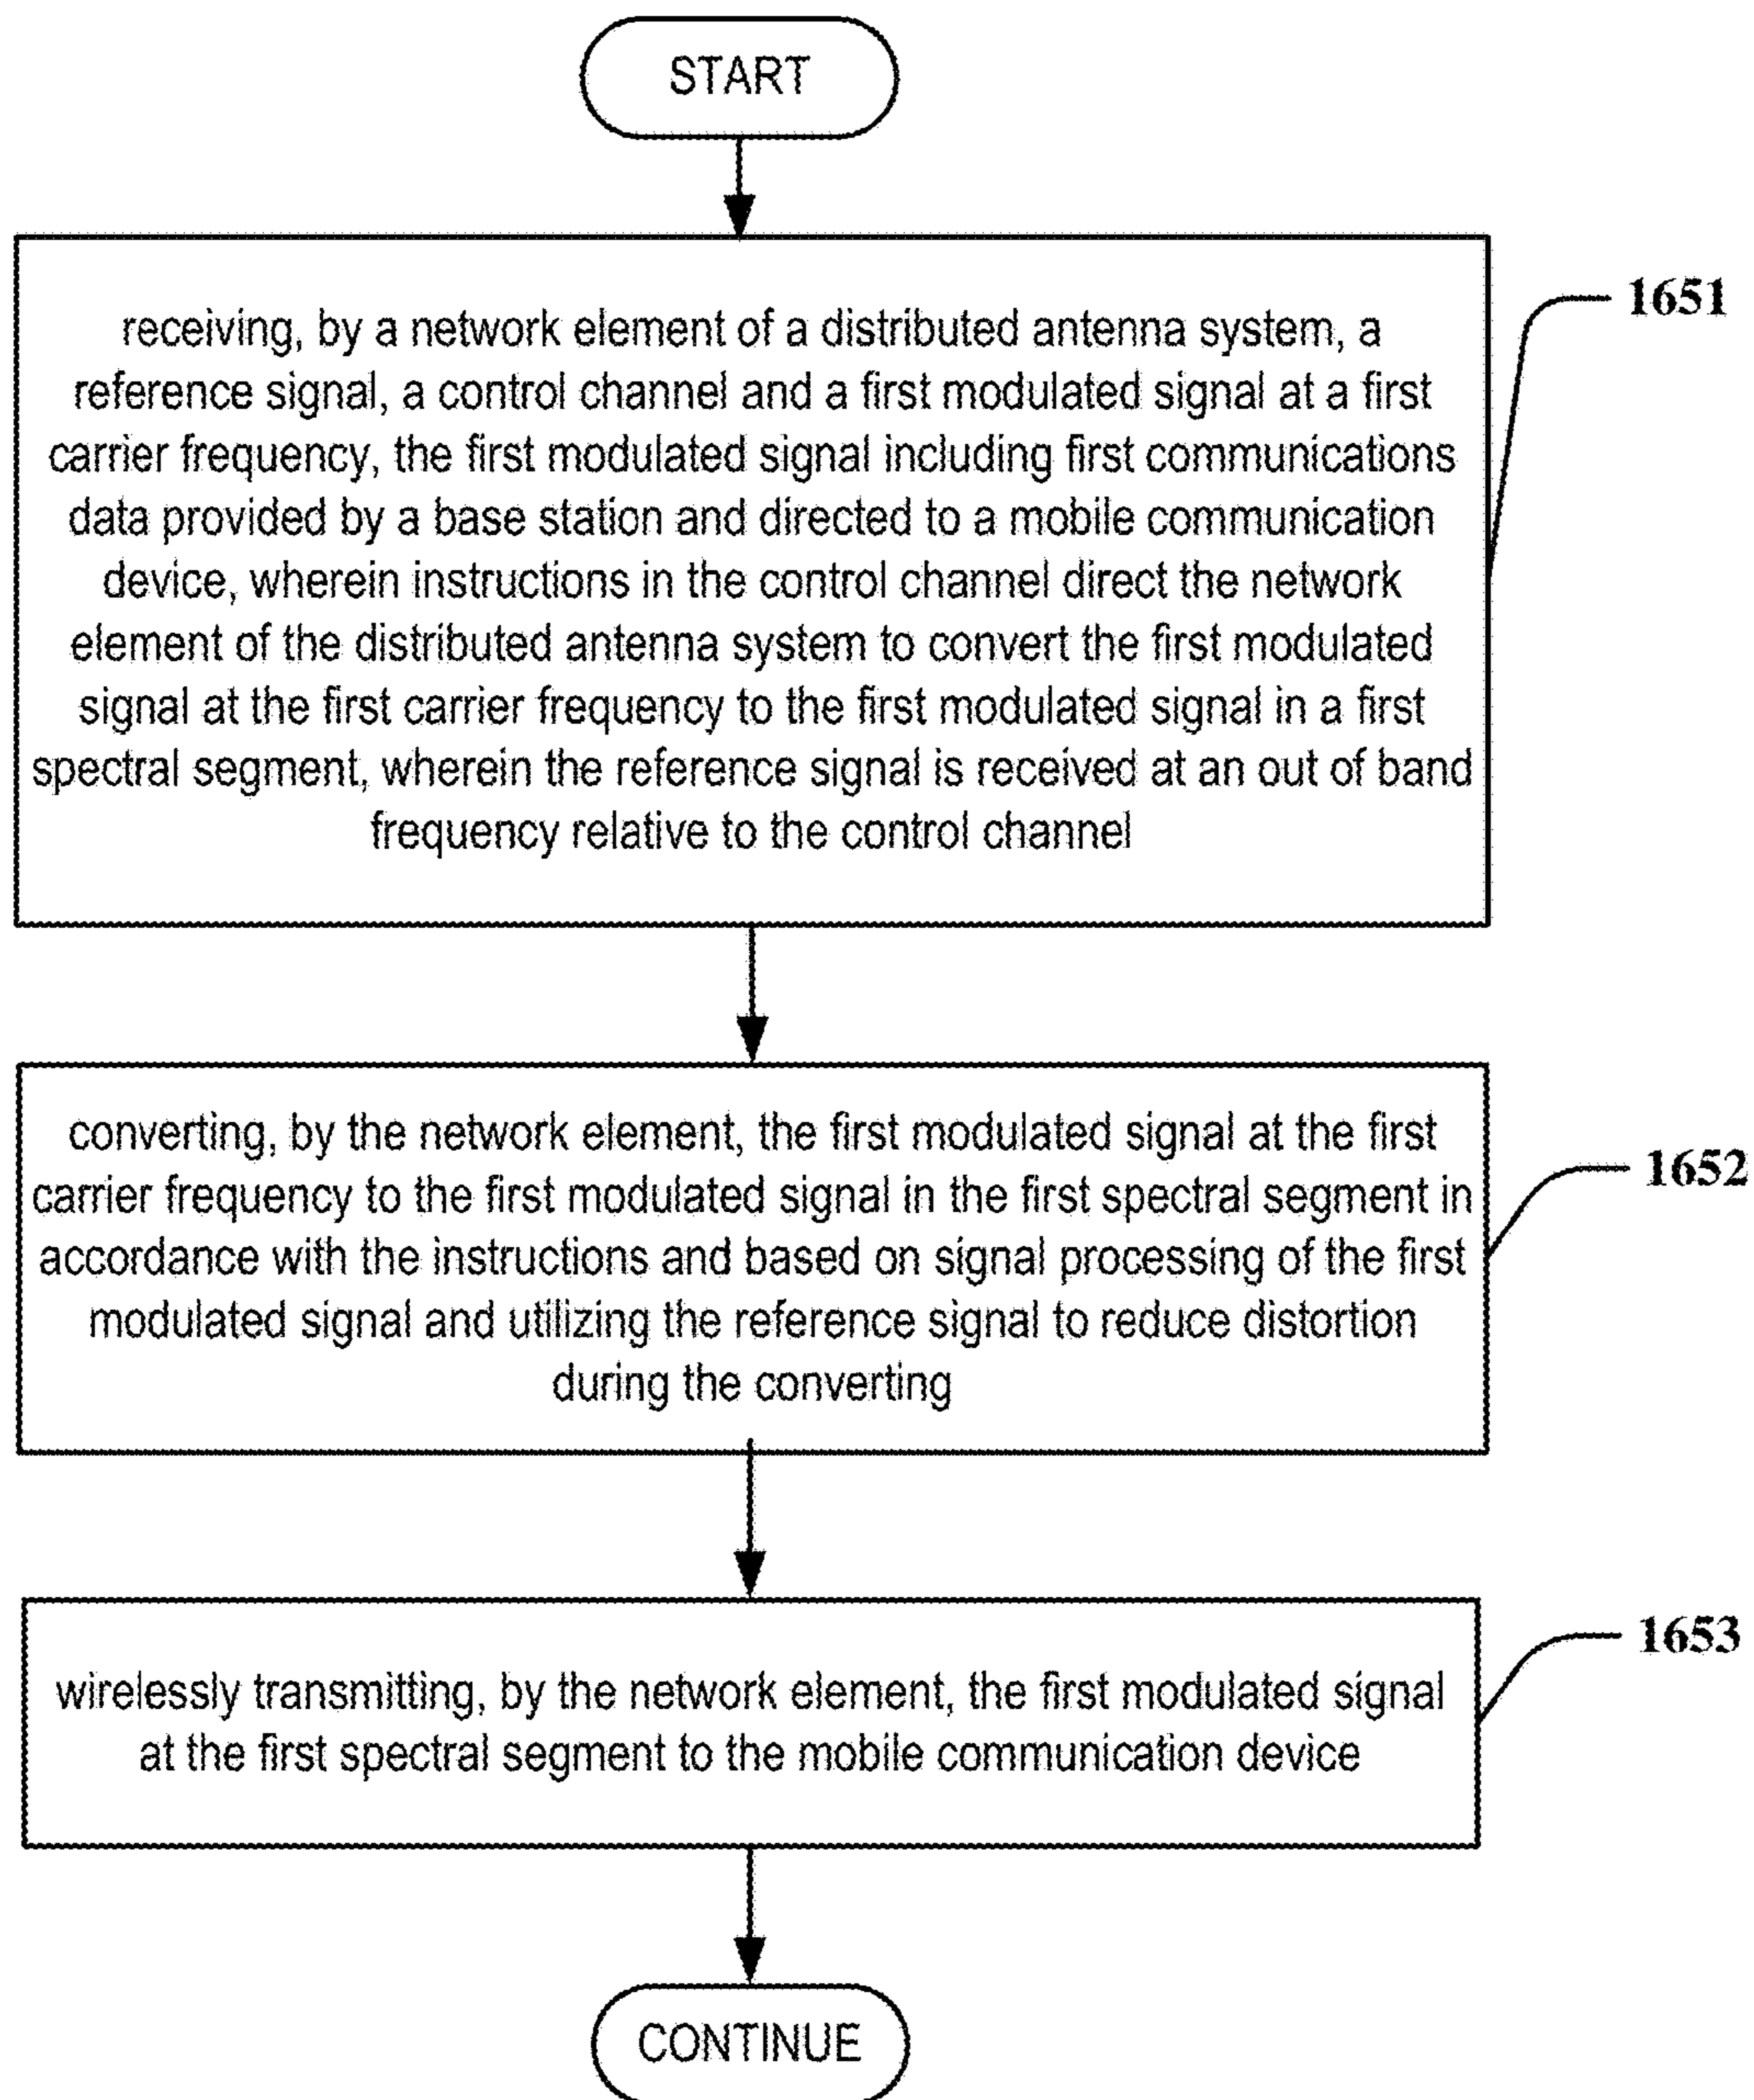 START
receiving, by a network element of a distributed antenna system, a
reference signal, a control channel and a first modulated signal at a first
carrier frequency, the first modulated signal including first communications
data provided by a base station and directed to a mobile communication
device, wherein instructions in the control channel direct the network
element of the distributed antenna system to convert the first modulated
signal at the first carrier frequency to the first modulated signal in a first
spectral segment, wherein the reference signal is received at an out of band
frequency relative to the control channel
1651
converting, by the network element, the first modulated signal at the first
carrier frequency to the first modulated signal in the first spectral segment in
accordance with the instructions and based on signal processing of the first
modulated signal and utilizing the reference signal to reduce distortion
during the converting
1652
wirelessly transmitting, by the network element, the first modulated signal
at the first spectral segment to the mobile communication device
1653
CONTINUE